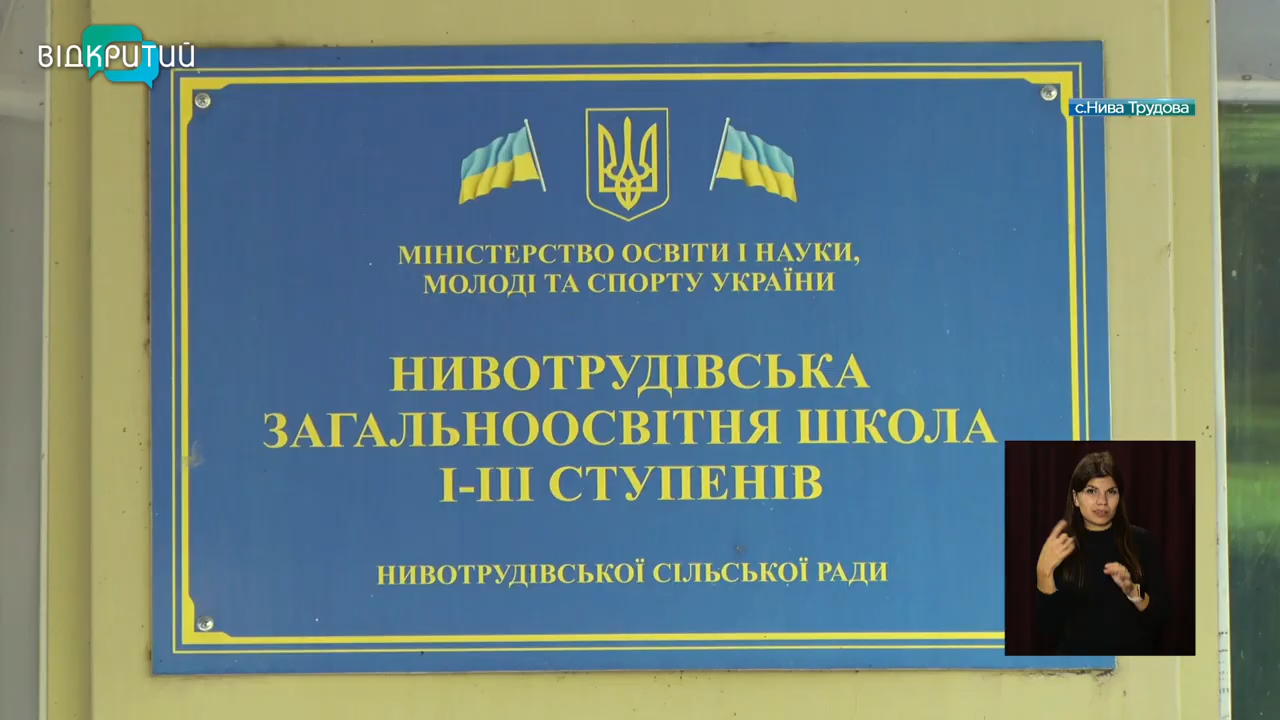 ВІДКРИТИЙ
с.Нива Трудова
МІНІСТЕРСТВО ОСВІТИ І НАУКИ,
МОЛОДІ ТА СПОРТУ УКРАЇНИ
НИВОТРУДІВСЬКА
ЗАГАЛЬНООСВІТНЯ ШКОЛА
І-ІІІ СТУПЕНІВ
НИВОТРУДІВСЬКОЇ СІЛЬСЬКОЇ РАДИ